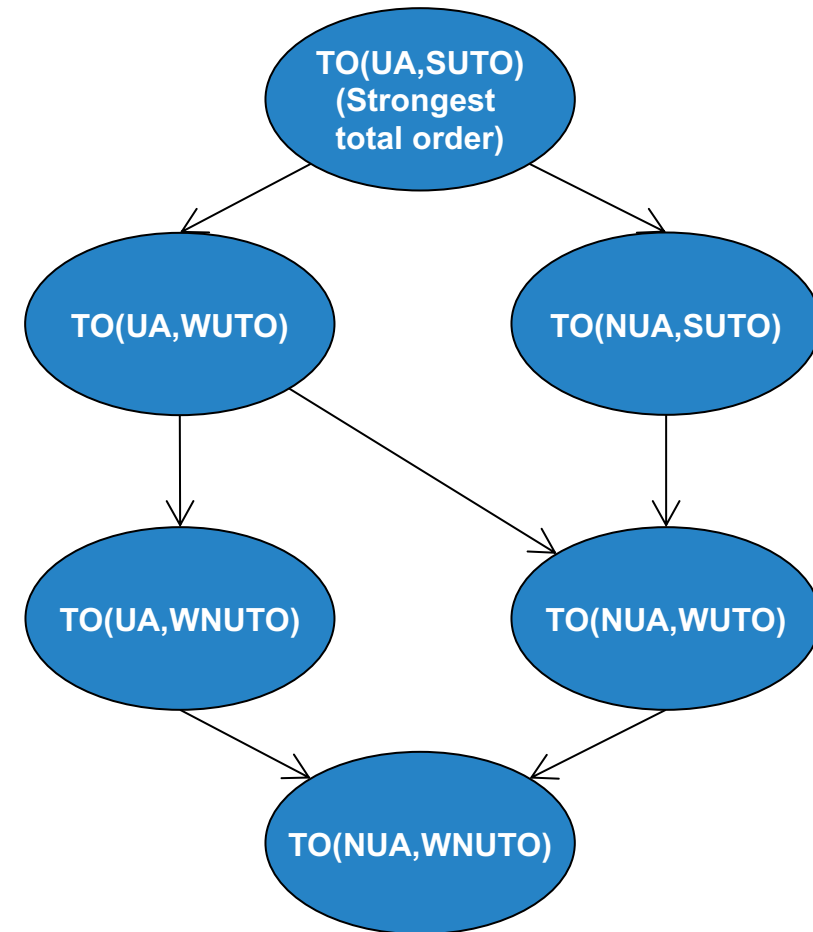 TO(UA,SUTO)
(Strongest
total order)
TO(UA,WUTO)
TO(NUA,SUTO)
TO(UA,WNUTO)
TO(NUA,WUTO)
TO(NUA,WNUTO)